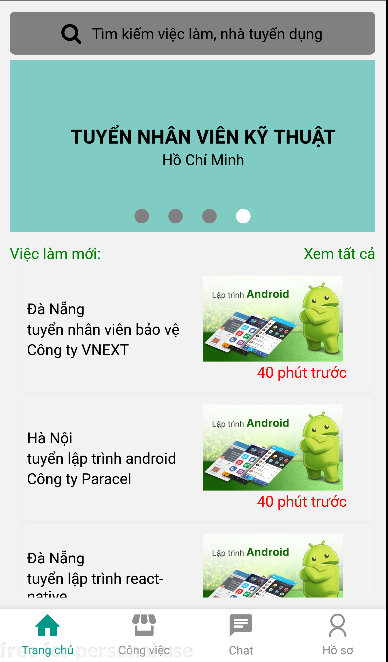 Tìm kiếm việc làm, nhà tuyển dụng
TUYỂN NHÂN VIÊN KỸ THUẬT
Hồ Chí Minh
Việc làm mới:
Xem tất cả
Đà Nẵng
tuyển nhân viên bảo vệ
Công ty VNEXT
Lập trình Android
40 phút trước
Hà Nội
tuyển lập trình android
Công ty Paracel
Lập trình Android
40 phút trước
Đà Nẵng
tuyển lập trình react-
native
Lập trình Android
Trang chủ
Công việc
Chat
Hồ sơ